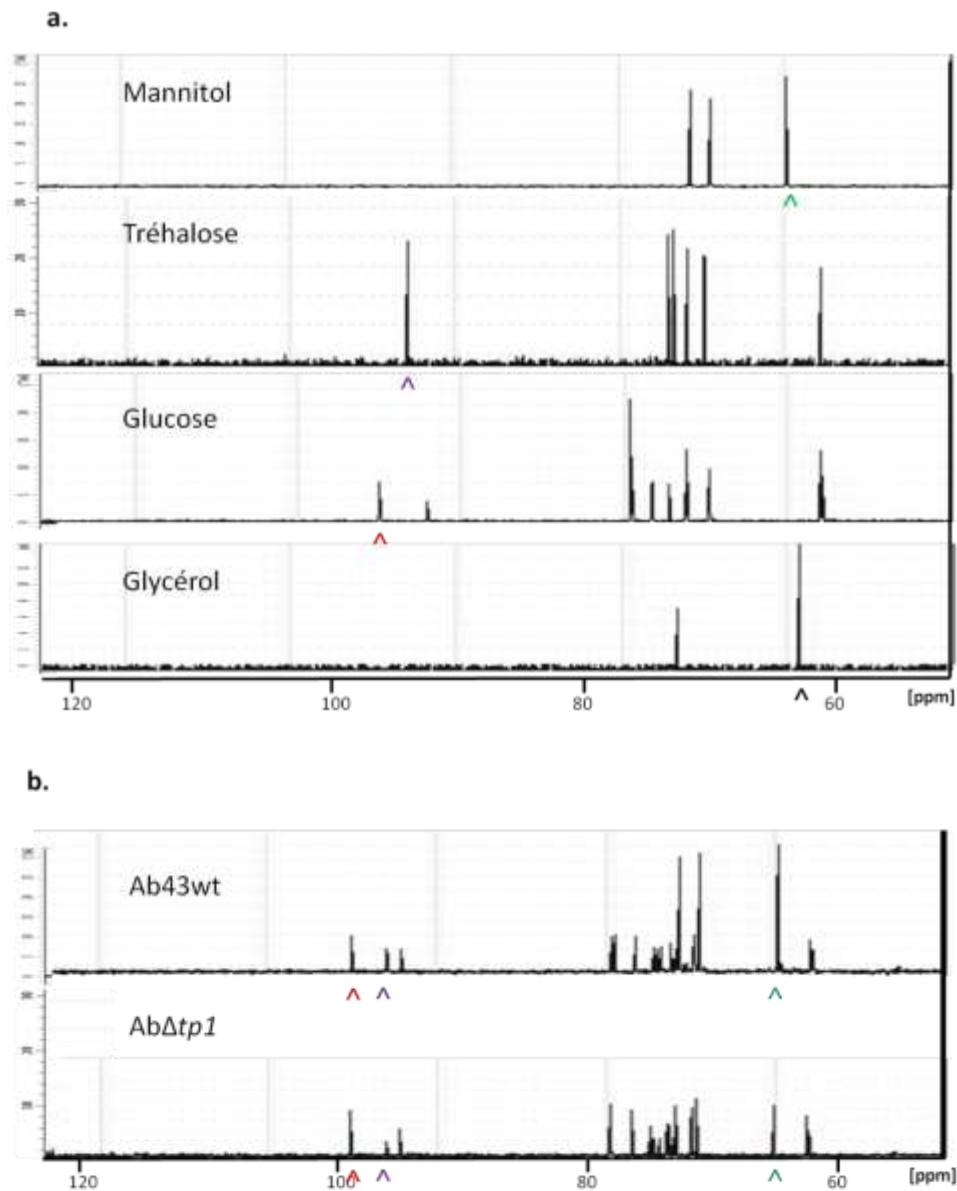 a.
Mannitol
Tréhalose
Glucose
Glycérol
120 100 80 60 [ppm]
b.
Ab43wt
AbΔtp1
120 100 80 60 [ppm]